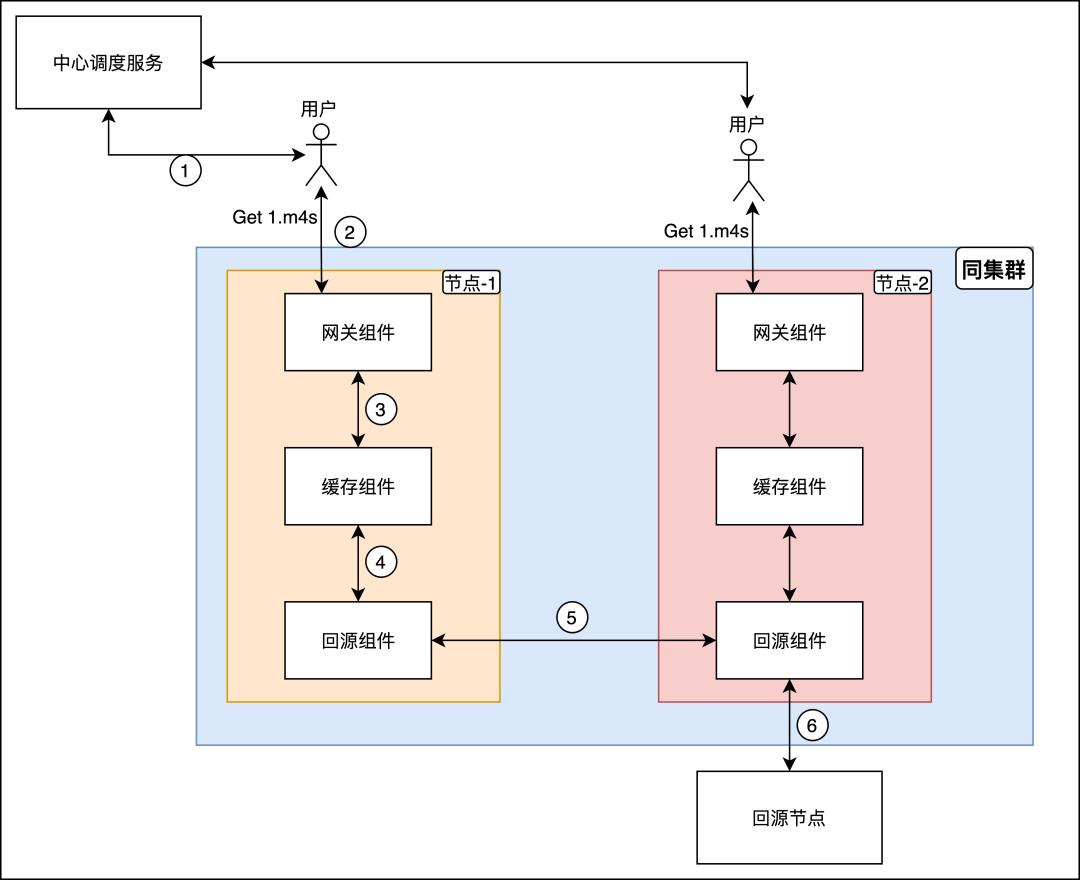 中心调度服务
用户
用户
①
Get 1.m4s
②
Get 1.m4s
同集群
节点-1
节点-2
网关组件
网关组件
③
缓存组件
缓存组件
④
回源组件
⑤
回源组件
⑥
回源节点